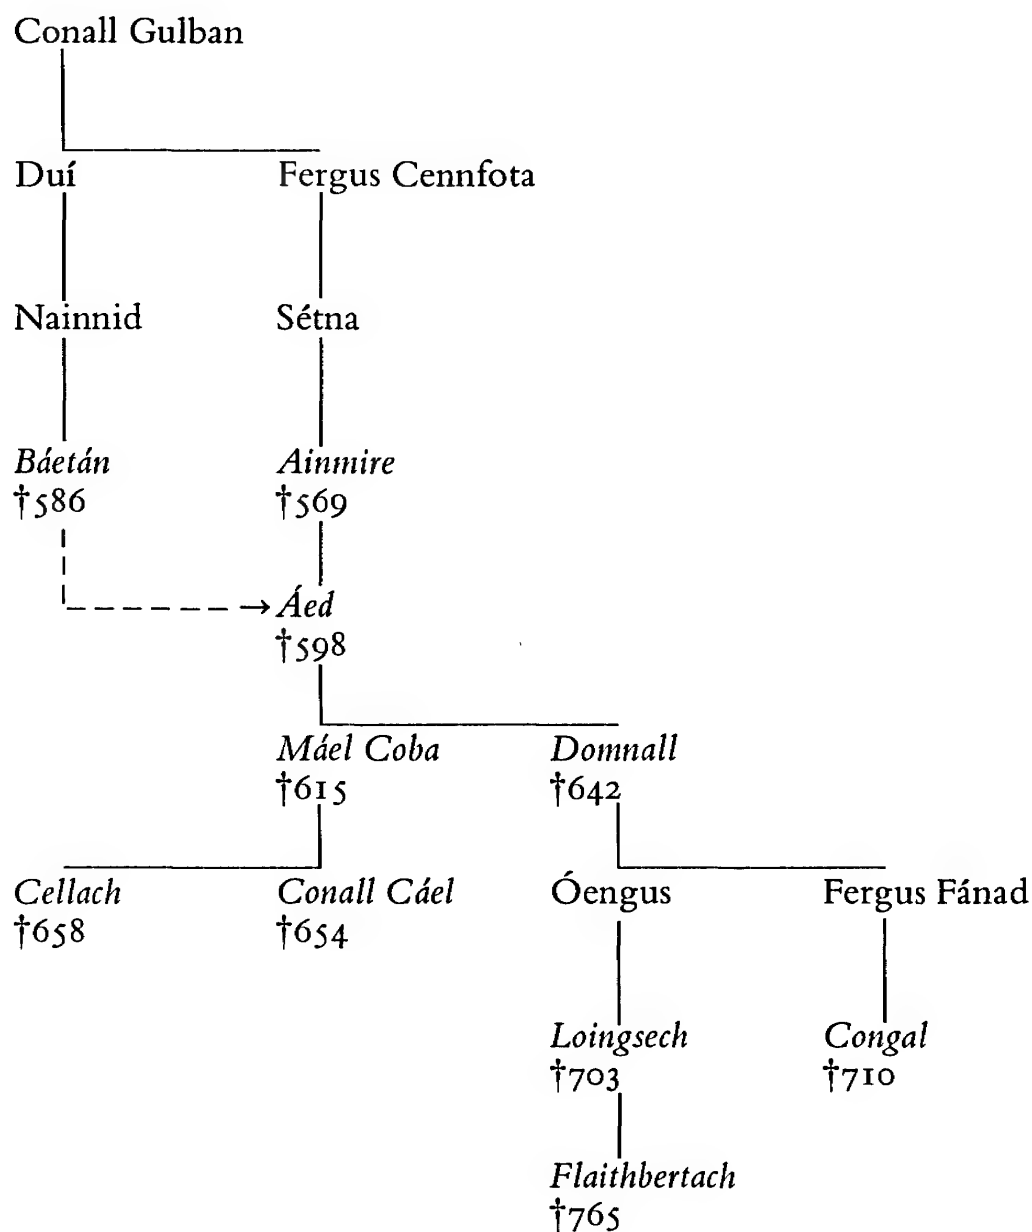 Conall Gulban
Duí Fergus Cennfota
Nainnid Sétna
Báetán Ainmire
†586 †569
Áed
†598
Máel Coba Domnall
†615 †642
Cellach Conall Cáel Óengus Fergus Fánad
†658 †654
Loingsech Congal
†703 †710
Flaithbertach
†765